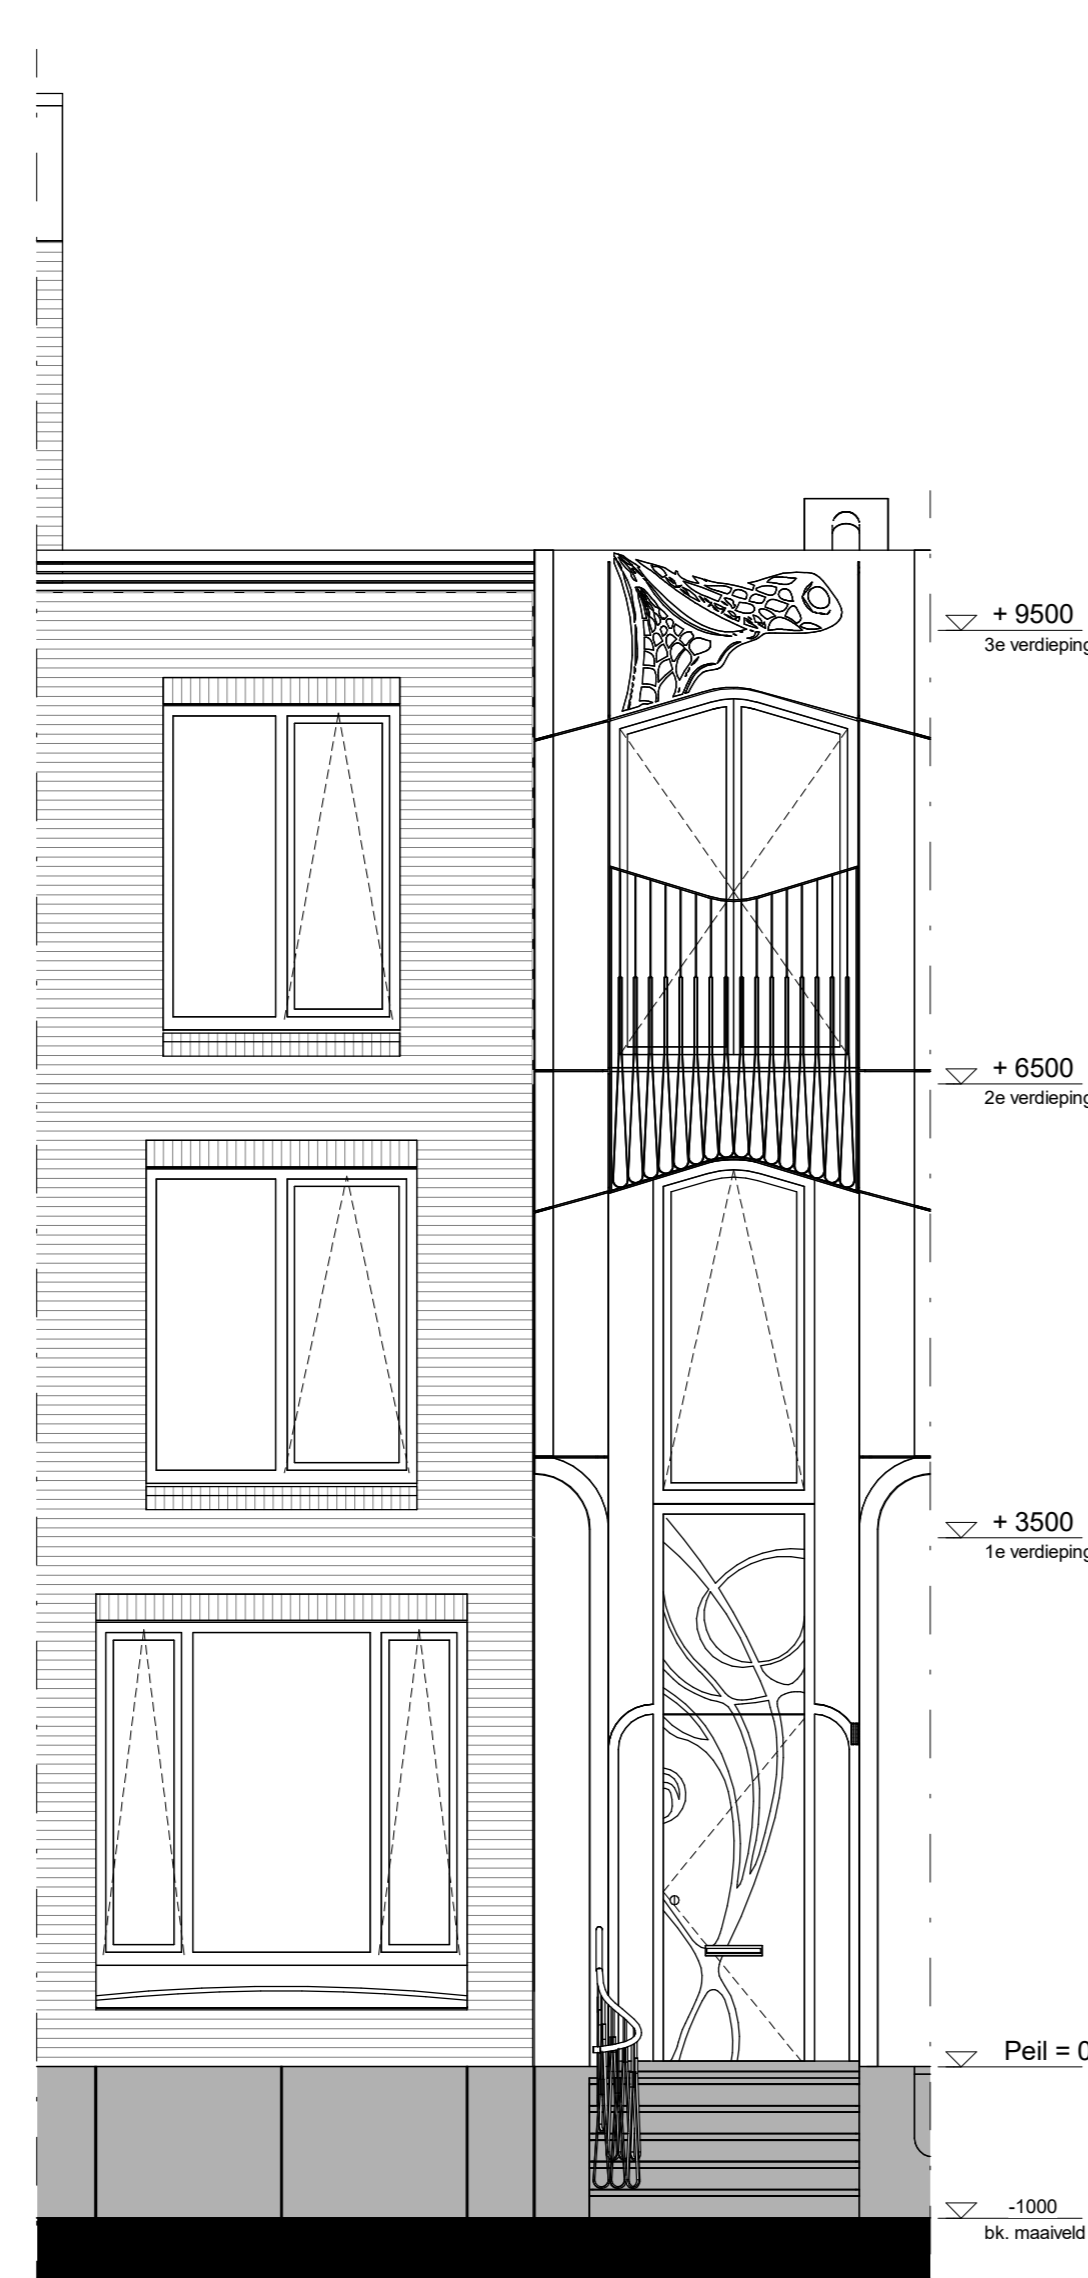 + 9500
3e verdieping
+ 6500
2e verdieping
+ 3500
1e verdieping
Peil = 0
-1000
bk. maaiveld